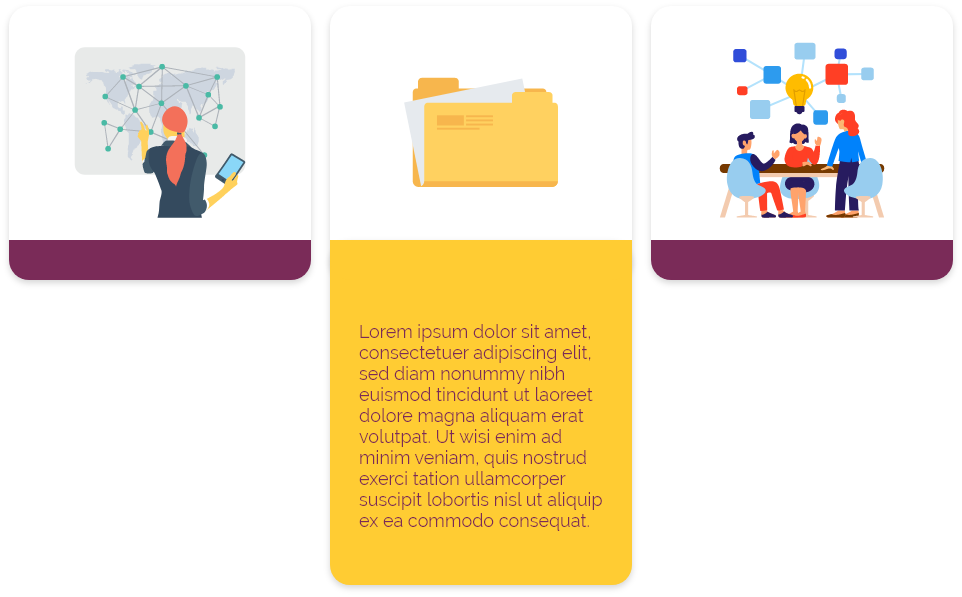 Lorem ipsum dolor sit amet,
consectetuer adipiscing elit,
sed diam nonummy nibh
euismod tincidunt ut laoreet
dolore magna aliquam erat
volutpat. Ut wisi enim ad
minim veniam, quis nostrud
exerci tation ullamcorper
suscipit lobortis nisl ut aliquip
ex ea commodo consequat.